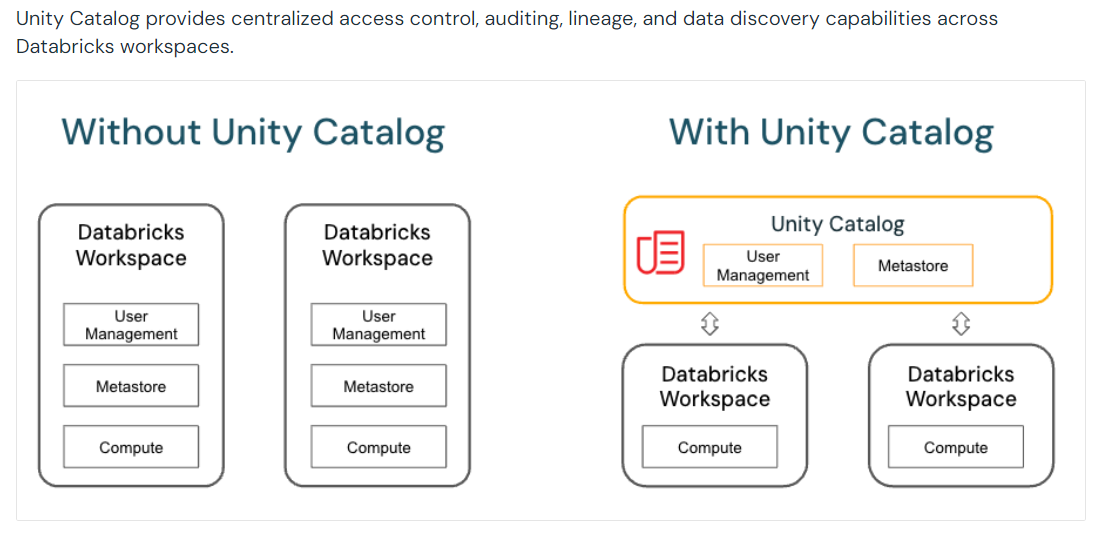 Unity Catalog provides centralized access control, auditing, lineage, and data discovery capabilities across
Databricks workspaces.
Without Unity Catalog
Databricks
Workspace
User
Management
Metastore
Compute
Databricks
Workspace
User
Management
Metastore
Compute
With Unity Catalog
Unity Catalog
User
Management
Metastore
Databricks
Workspace
Compute
Databricks
Workspace
Compute